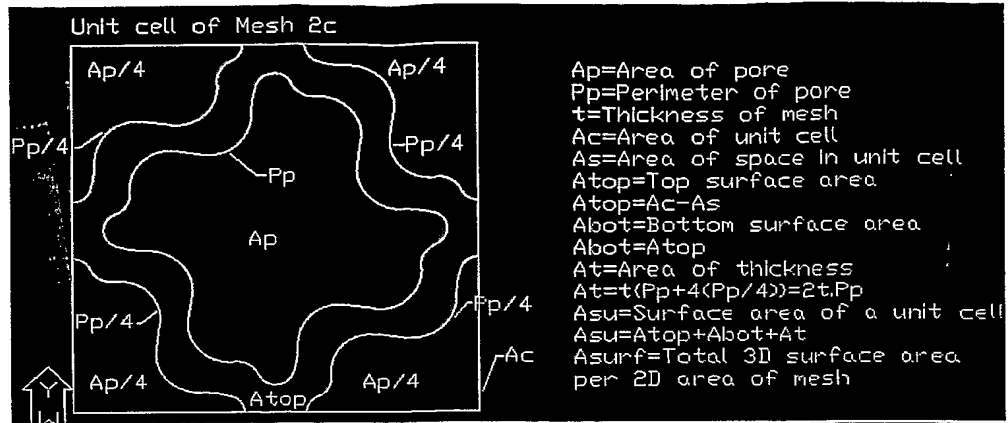 Unit cell of Mesh 2c
Ap/4
Ap/4
Pp/4
Pp/4
Pp
Ap
Pp/4
Pp/4
Ac
Ap/4
Ap/4
Atop
Y
W
Ap=Area of pore
Pp=Perimeter of pore
t=Thickness of mesh
Ac=Area of unit cell
As=Area of space in unit cell
Atop=Top surface area
Atop=Ac-As
Abot=Bottom surface area
Abot=Atop
At=Area of thickness
At=t(Pp+4(Pp/4))=2t.Pp
Asu=Surface area of a unit cell
Asu=Atop+Abot+At
Asurf=Total 3D surface area
per 2D area of mesh